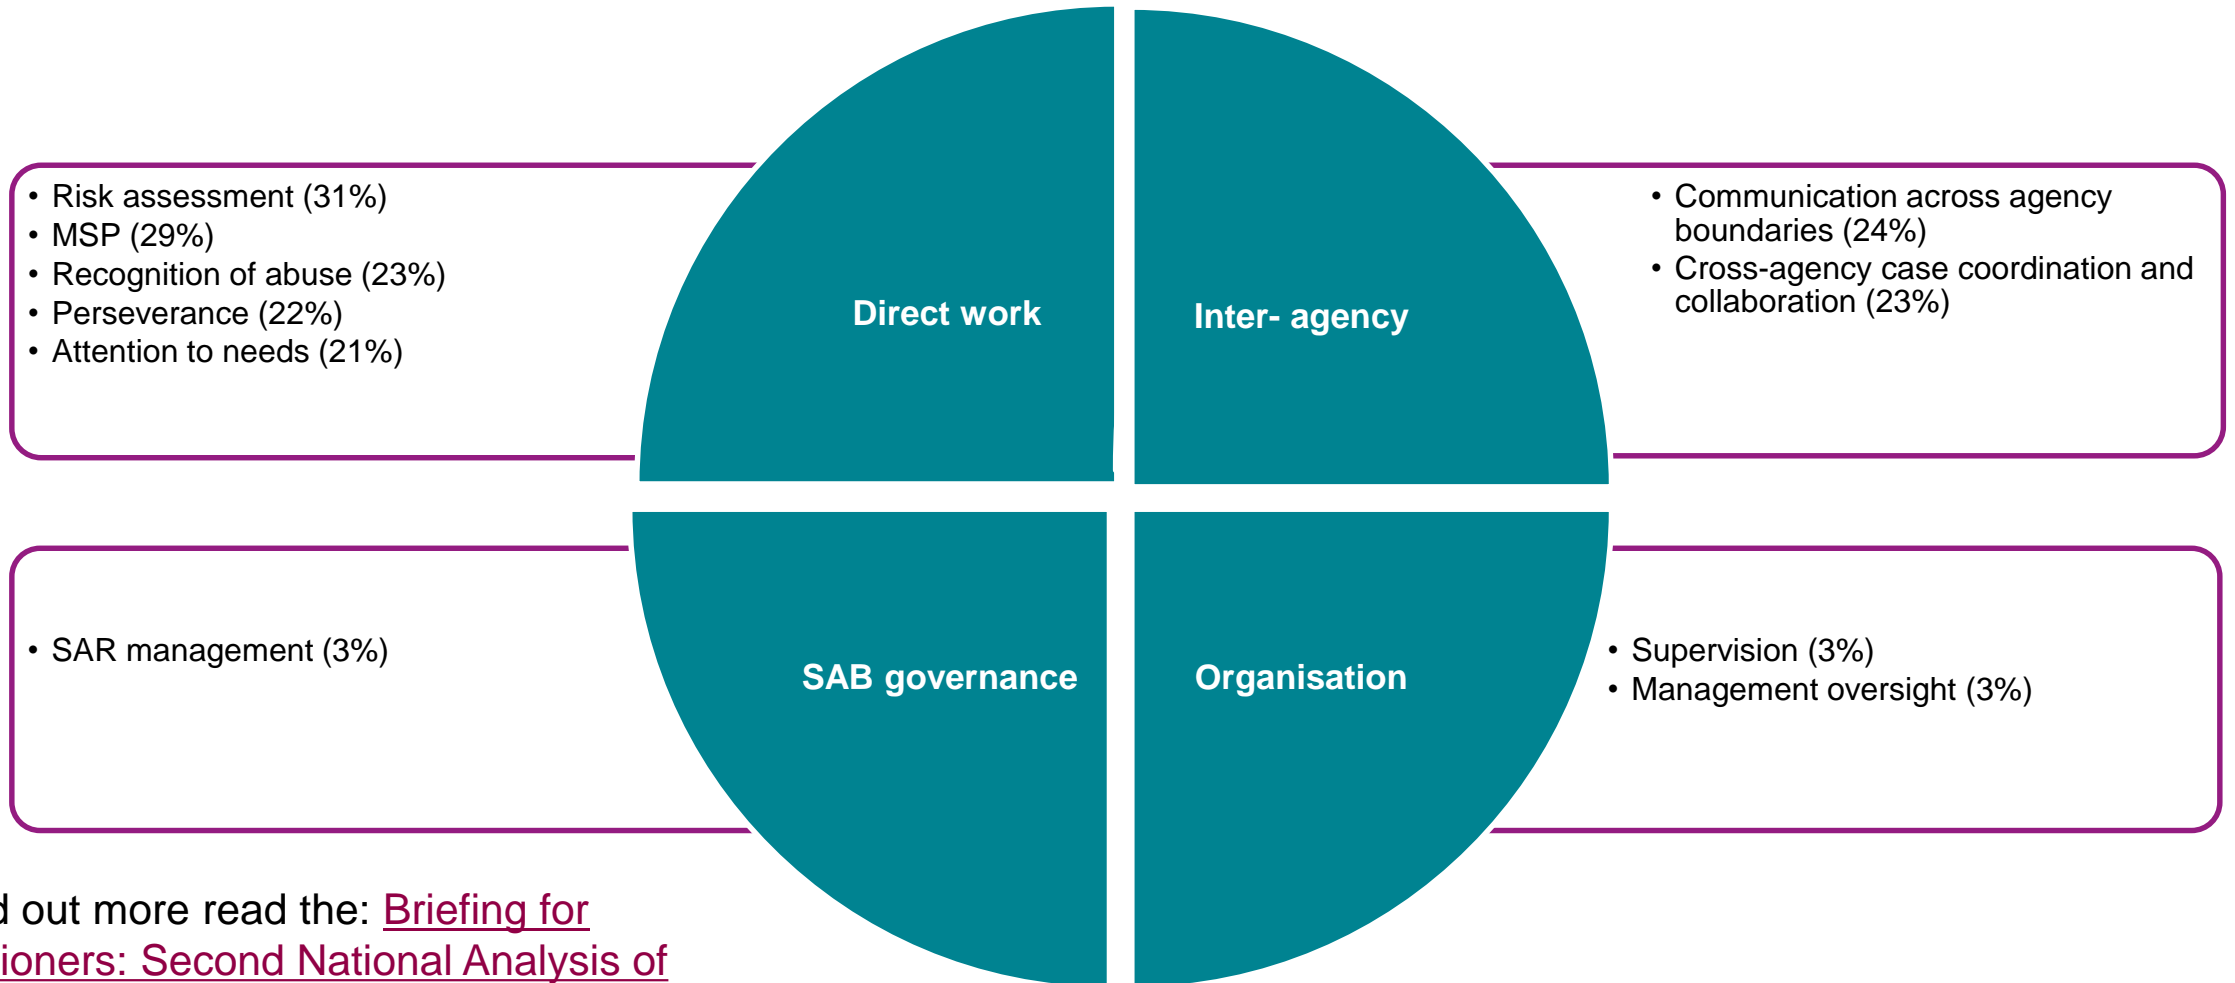 • Risk assessment (31%)
• MSP (29%)
• Recognition of abuse (23%)
• Perseverance (22%)
• Attention to needs (21%)
Direct work
Inter- agency
• Communication across agency
boundaries (24%)
• Cross-agency case coordination and
collaboration (23%)
• SAR management (3%)
SAB governance
Organisation
• Supervision (3%)
• Management oversight (3%)
d out more read the: Briefing for
tioners: Second National Analysis of